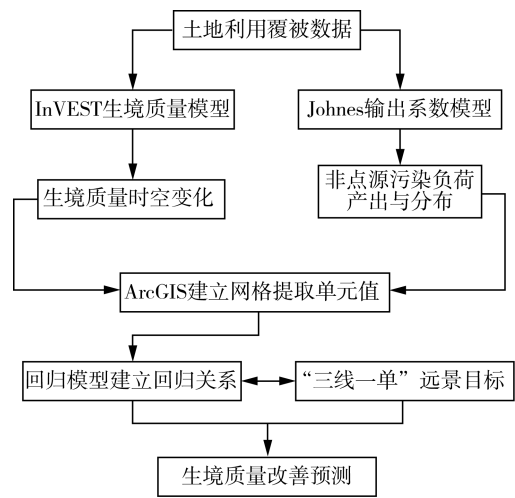 土地利用覆被数据
InVEST生境质量模型
Johnes输出系数模型
生境质量时空变化
非点源污染负荷
产出与分布
ArcGIS建立网格提取单元值
回归模型建立回归关系
“三线一单”远景目标
生境质量改善预测